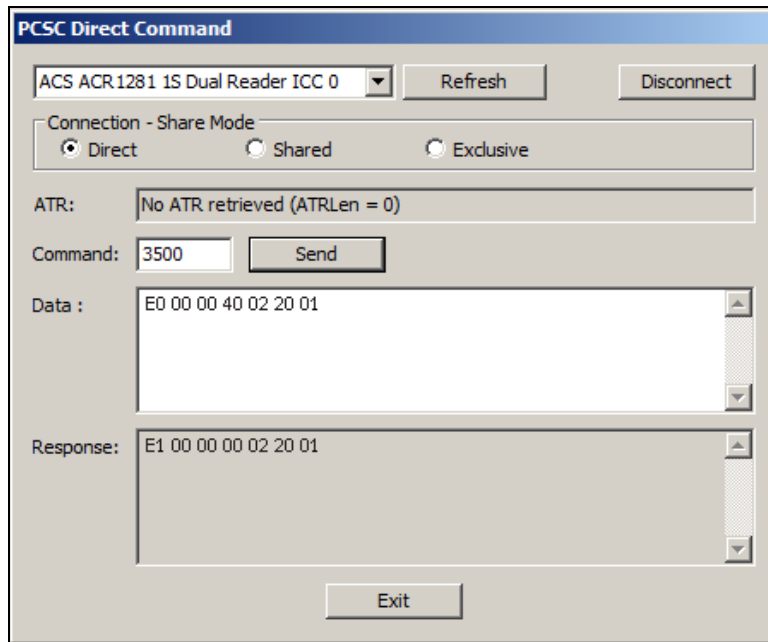 PCSC Direct Command
ACS ACR1281 1S Dual Reader ICC 0 Refresh Disconnect
Connection - Share Mode
Direct Shared Exclusive
ATR: No ATR retrieved (ATRLen = 0)
Command: 3500 Send
Data : E0 00 00 40 02 20 01
Response: E1 00 00 00 02 20 01
Exit